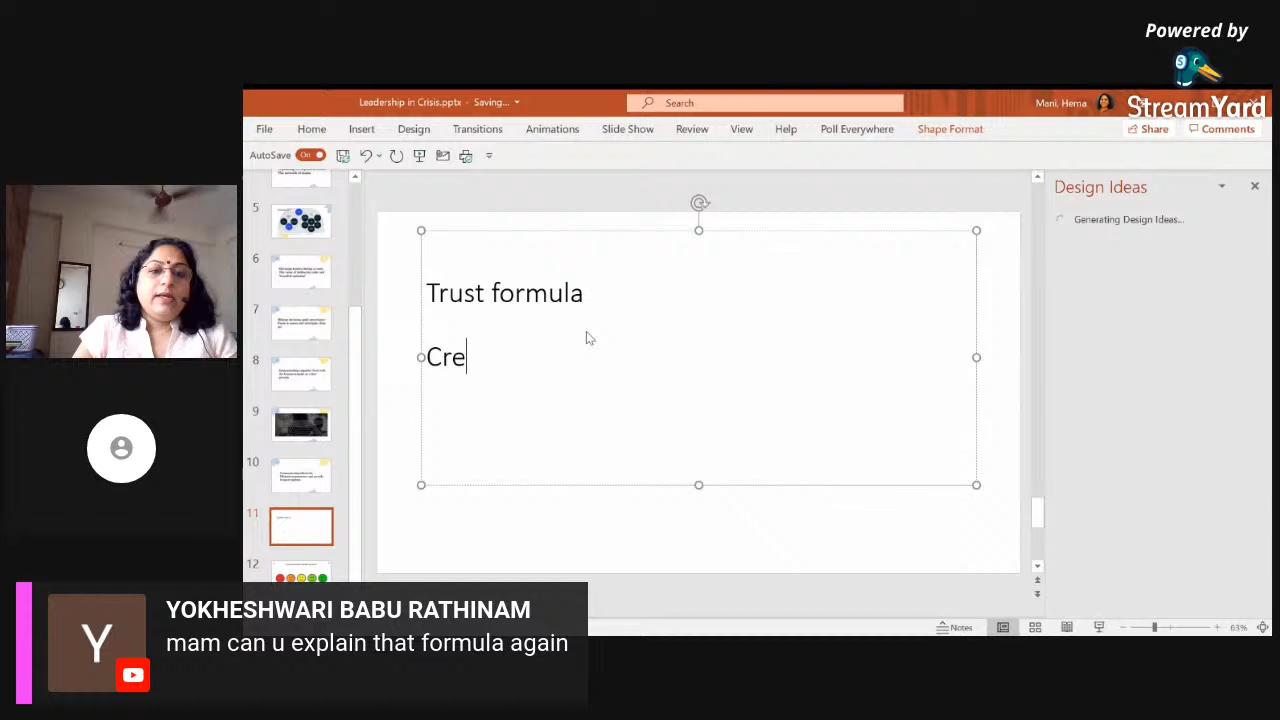 Powered by
StreamYard
Leadership in Crisis.pptx - Saving...
Search
Mani, Hema
File Home Insert Design Transitions Animations Slide Show Review View Help Poll Everywhere Shape Format
Share Comments
AutoSave On
Design Ideas
Generating Design Ideas...
5
6
7
8
9
10
11
12
Trust formula
Cre
Notes
63%
Y
YOKHESHWARI BABU RATHINAM
mam can u explain that formula again